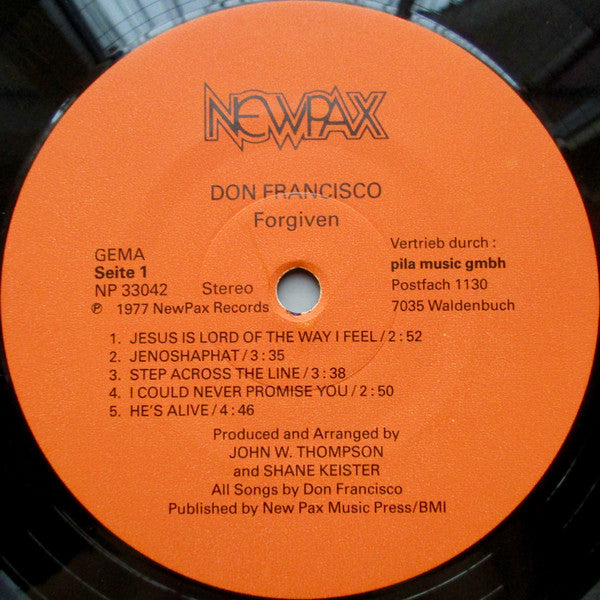 NEWPAX
DON FRANCISCO
Forgiven
GEMA
Seite 1
NP 33042 Stereo
℗ 1977 NewPax Records
Vertrieb durch :
pila music gmbh
Postfach 1130
7035 Waldenbuch
1. JESUS IS LORD OF THE WAY I FEEL / 2 : 52
2. JENOSHAPHAT / 3 : 35
3. STEP ACROSS THE LINE / 3 : 38
4. I COULD NEVER PROMISE YOU / 2 : 50
5. HE'S ALIVE / 4 : 46
Produced and Arranged by
JOHN W. THOMPSON
and SHANE KEISTER
All Songs by Don Francisco
Published by New Pax Music Press/BMI